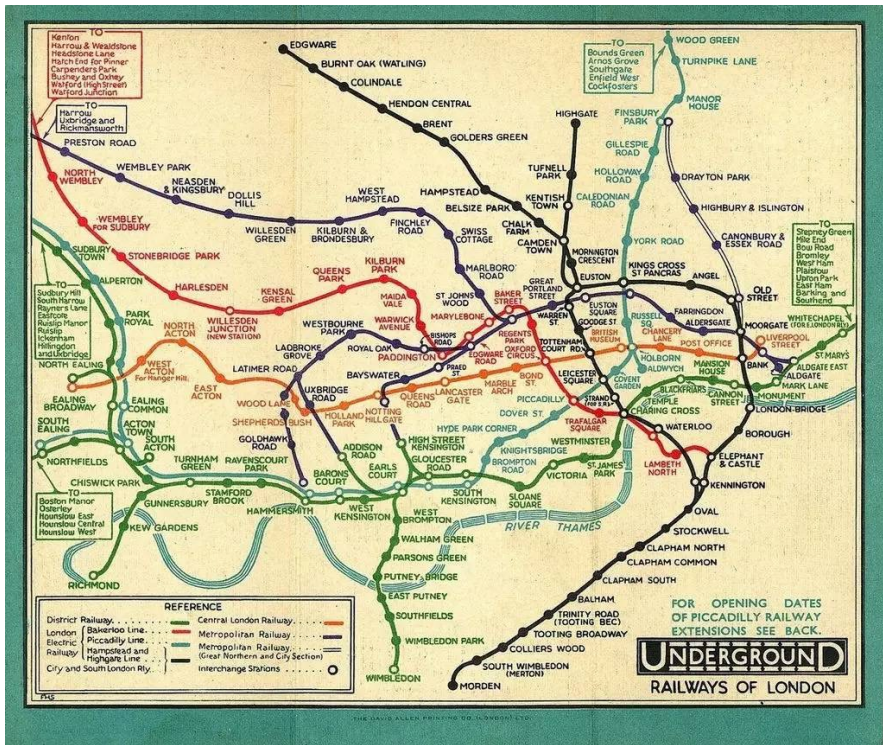 TO
Kenton
Harrow & Wealdstone
Headstone Lane
Hatch End for Pinner
Carpenders Park
Bushey and Oxhey
Watford (High Street)
Watford Junction
TO
Harrow
Uxbridge and
Rickmansworth
PRESTON ROAD
NORTH
WEMBLEY
WEMBLEY PARK
NEASDEN
& KINGSBURY
DOLLIS
HILL
WILLESDEN
GREEN
KILBURN &
BRONDESBURY
WEST
HAMPSTEAD
FINCHLEY
ROAD
SWISS
COTTAGE
MARLBORO'
ROAD
ST JOHNS
WOOD
EDGWARE
BURNT OAK (WATLING)
COLINDALE
HENDON CENTRAL
BRENT
GOLDERS GREEN
HAMPSTEAD
BELSIZE PARK
CHALK
FARM
CAMDEN
TOWN
HIGHGATE
TUFNELL
PARK
KENTISH
TOWN
MORNINGTON
CRESCENT
EUSTON
TO
Bounds Green
Arnos Grove
Southgate
Enfield West
Cockfosters
WOOD GREEN
TURNPIKE LANE
MANOR
HOUSE
FINSBURY
PARK
GILLESPIE
ROAD
HOLLOWAY
ROAD
CALEDONIAN
ROAD
YORK ROAD
KINGS CROSS
ST PANCRAS
DRAYTON PARK
HIGHBURY & ISLINGTON
CANONBURY &
ESSEX ROAD
ANGEL
OLD
STREET
TO
Stepney Green
Mile End
Bow Road
Bromley
West Ham
Plaistow
Upton Park
East Ham
Barking and
Southend
WHITECHAPEL
(FOR E.LONDON RLY)
ST. MARY'S
ALDGATE EAST
ALDGATE
MARK LANE
MONUMENT
LIVERPOOL
STREET
MOORGATE
BANK
FARRINGDON
ALDERSGATE
POST OFFICE
CHANCERY
LANE
MANSION
HOUSE
CANNON
STREET
BLACKFRIARS
TEMPLE
CHARING CROSS
LONDON BRIDGE
BOROUGH
WATERLOO
ELEPHANT
& CASTLE
LAMBETH
NORTH
KENNINGTON
OVAL
STOCKWELL
CLAPHAM NORTH
CLAPHAM COMMON
CLAPHAM SOUTH
BALHAM
TRINITY ROAD
(TOOTING BEC)
TOOTING BROADWAY
COLLIERS WOOD
SOUTH WIMBLEDON
(MERTON)
MORDEN
WEMBLEY
FOR SUDBURY
STONEBRIDGE PARK
HARLESDEN
WILLESDEN
JUNCTION
(NEW STATION)
KENSAL
GREEN
QUEENS
PARK
KILBURN
PARK
MAIDA
VALE
WARWICK
AVENUE
BISHOPS
ROAD
PADDINGTON
MARYLEBONE
BAKER
STREET
EDGWARE
ROAD
PRAED
ST.
GREAT
PORTLAND
STREET
WARREN
ST.
EUSTON
SQUARE
REGENTS
PARK
OXFORD
CIRCUS
GOODGE ST.
TOTTENHAM
COURT RD.
RUSSELL
SQ.
BRITISH
MUSEUM
HOLBORN
ALDWYCH
COVENT
GARDEN
LEICESTER
SQUARE
STRAND
(FOR S.R.)
PICCADILLY
TRAFALGAR
SQUARE
DOVER ST.
HYDE PARK CORNER
KNIGHTSBRIDGE
BROMPTON
ROAD
SOUTH
KENSINGTON
WESTMINSTER
ST. JAMES
PARK
VICTORIA
SLOANE
SQUARE
BOND
ST.
MARBLE
ARCH
LANCASTER
GATE
QUEENS
ROAD
NOTTING
HILL GATE
BAYSWATER
HOLLAND
PARK
SHEPHERDS BUSH
WOOD LANE
EAST
ACTON
NORTH
ACTON
WEST
ACTON
For Hanger Hill.
WESTBOURNE
PARK
ROYAL OAK
LADBROKE
GROVE
LATIMER ROAD
UXBRIDGE
ROAD
GOLDHAWK
ROAD
ADDISON
ROAD
HIGH STREET
KENSINGTON
GLOUCESTER
ROAD
EARLS
COURT
BARONS
COURT
WEST
KENSINGTON
HAMMERSMITH
RAVENSCOURT
PARK
STAMFORD
BROOK
TURNHAM
GREEN
CHISWICK PARK
GUNNERSBURY
KEW GARDENS
RICHMOND
SUDBURY
TOWN
ALPERTON
PARK
ROYAL
TO
Sudbury Hill
South Harrow
Rayners Lane
Eastcote
Ruislip Manor
Ruislip
Ickenham
Hillingdon
and Uxbridge
NORTH EALING
EALING
BROADWAY
EALING
COMMON
ACTON
TOWN
SOUTH
ACTON
SOUTH
EALING
NORTHFIELDS
TO
Boston Manor
Osterley
Hounslow East
Hounslow Central
Hounslow West
WEST
BROMPTON
WALHAM GREEN
PARSONS GREEN
PUTNEY BRIDGE
EAST PUTNEY
SOUTHFIELDS
WIMBLEDON PARK
WIMBLEDON
RIVER THAMES
REFERENCE
District Railway
London Electric Railway
Bakerloo Line
Piccadilly Line
Hampstead and
Highgate Line
City and South London Rly.
Central London Railway
Metropolitan Railway
Metropolitan Railway
(Great Northern and City Section)
Interchange Stations
FOR OPENING DATES
OF PICCADILLY RAILWAY
EXTENSIONS SEE BACK.
UNDERGROUND
RAILWAYS OF LONDON
THE DAVID ALLEN PRINTING CO. (LONDON) LTD.